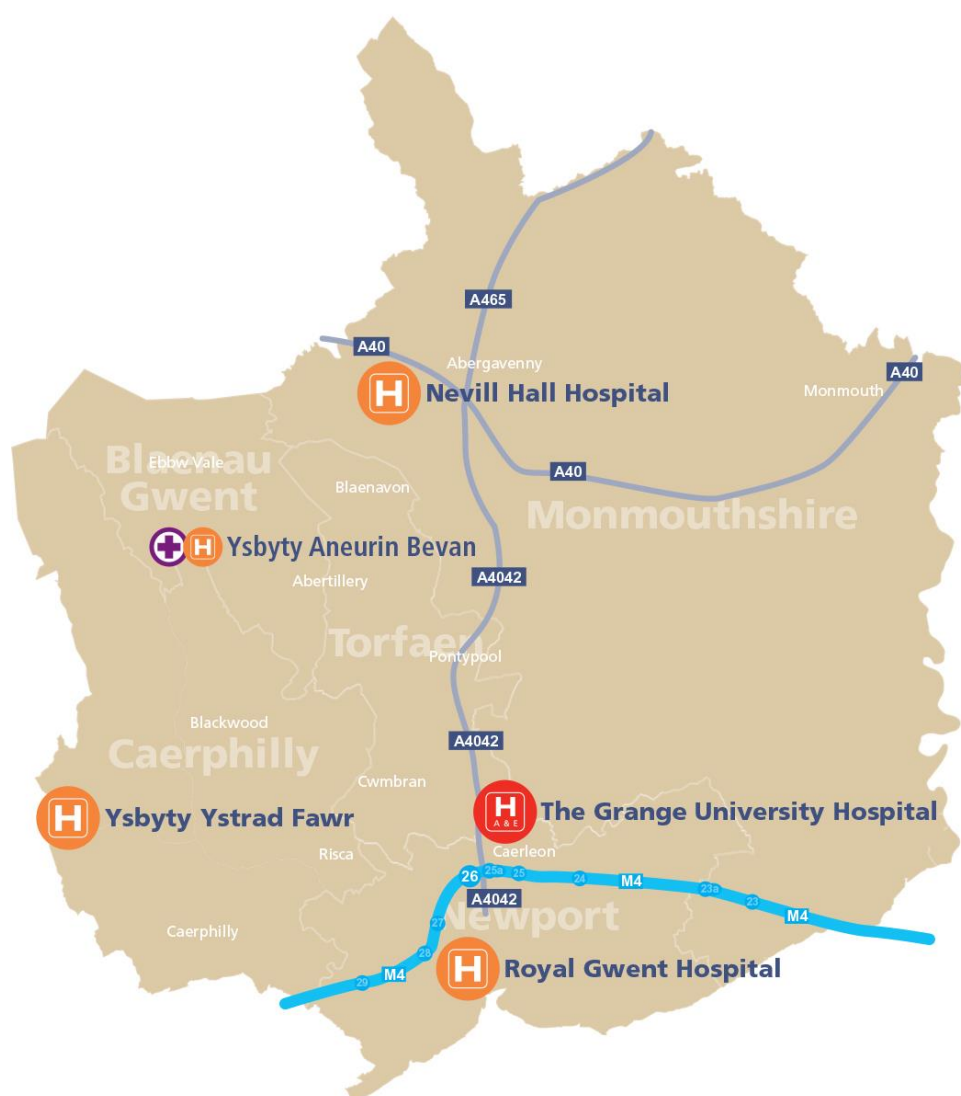 A465
A40
Abergavenny
H
Nevill Hall Hospital
A40
Monmouth
Blaenau
Gwent
Ebbw Vale
A40
Blaenavon
Monmouthshire
H
Ysbyty Aneurin Bevan
A4042
Abertillery
Torfaen
Pontypool
Blackwood
A4042
Caerphilly
Cwmbran
H
Ysbyty Ystrad Fawr
H
A & E
The Grange University Hospital
Risca
Caerleon
26
25a
25
24
M4
23a
23
A4042
M4
Newport
27
Caerphilly
28
M4
29
H
Royal Gwent Hospital